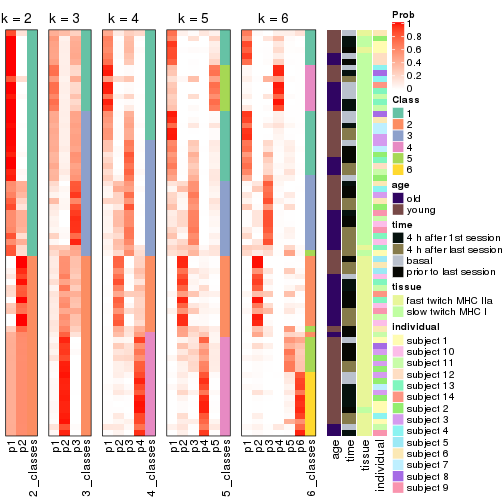 k = 2
k = 3
k = 4
k = 5
k = 6
p1
p2
2_classes
p1
p2
p3
3_classes
p1
p2
p3
p4
4_classes
p1
p2
p3
p4
p5
5_classes
p1
p2
p3
p4
p5
p6
6_classes
age
time
tissue
individual
Prob
1
0.8
0.6
0.4
0.2
0
Class
1
2
3
4
5
6
age
old
young
time
4 h after 1st session
4 h after last session
basal
prior to last session
tissue
fast twitch MHC IIa
slow twitch MHC I
individual
subject 1
subject 10
subject 11
subject 12
subject 13
subject 14
subject 2
subject 3
subject 4
subject 5
subject 6
subject 7
subject 8
subject 9